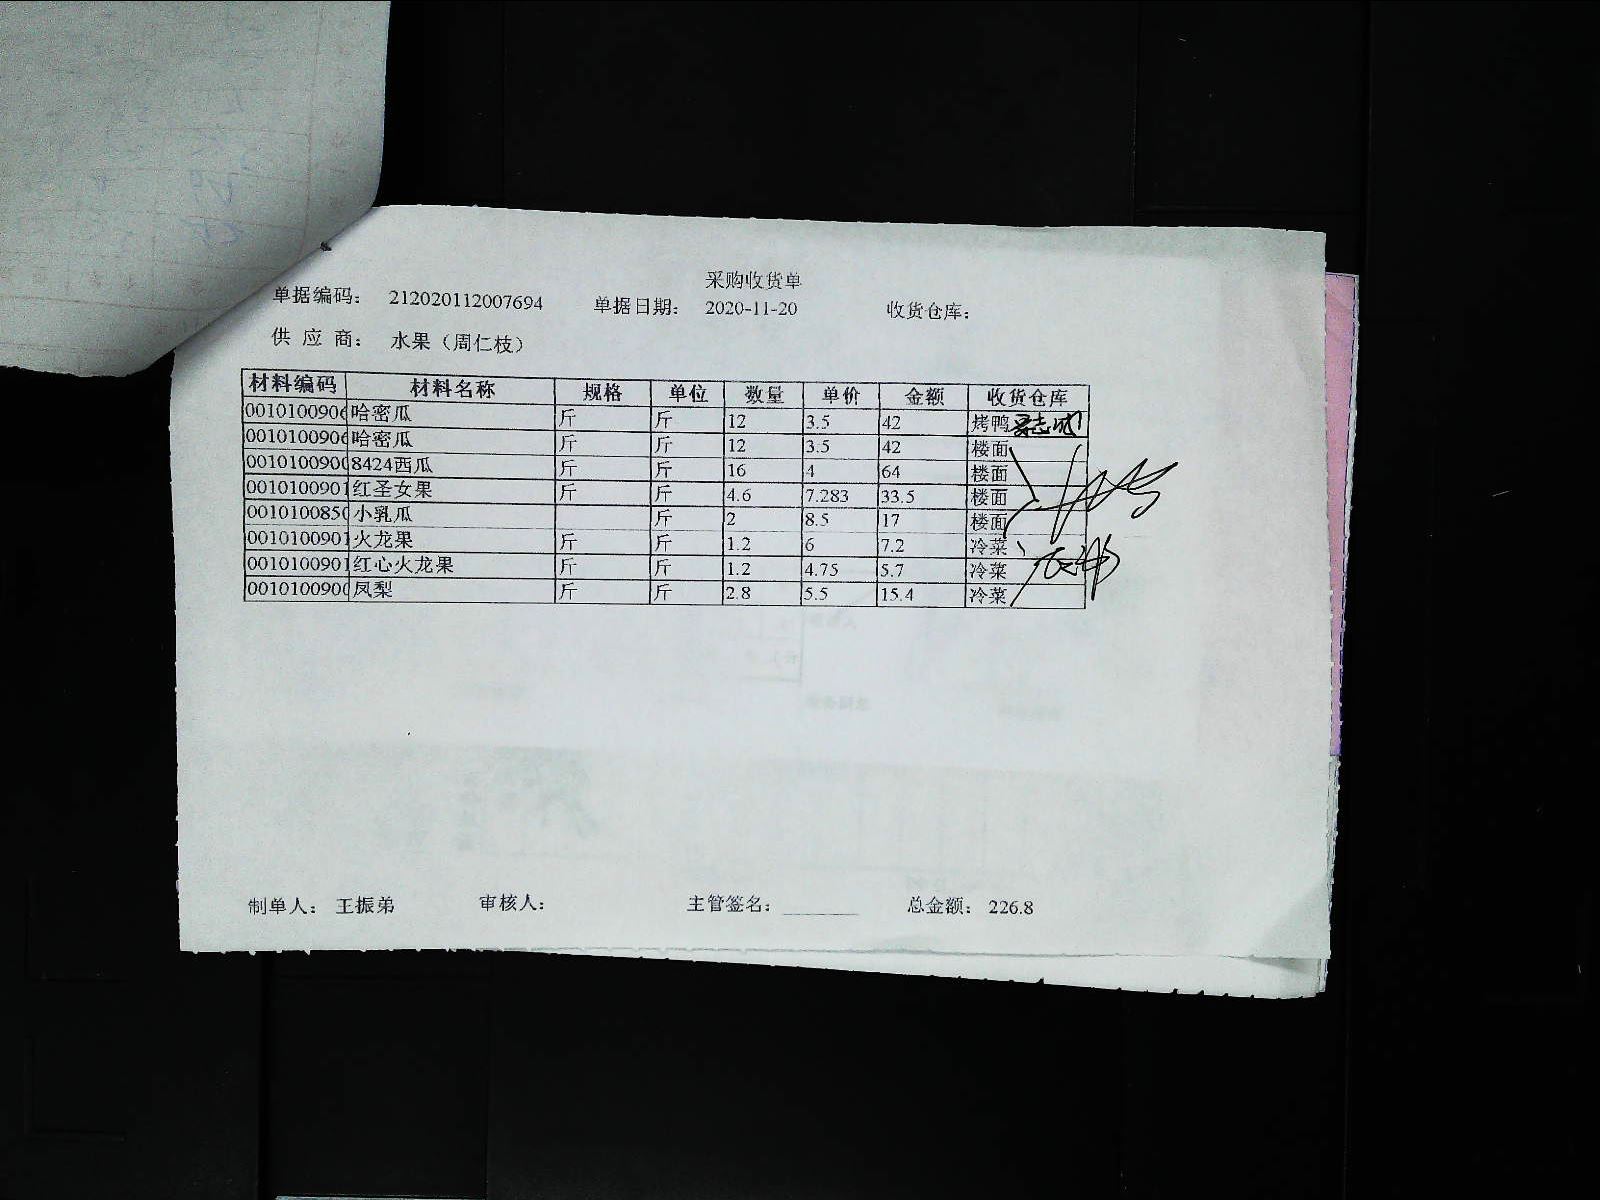 采购收货单
单据编码： 212020112007694 单据日期： 2020-11-20 收货仓库：
供 应 商： 水果（周仁枝）
材料编码 材料名称 规格 单位 数量 单价 金额 收货仓库
0010100906 哈密瓜 斤 斤 12 3.5 42 烤鸭
0010100906 哈密瓜 斤 斤 12 3.5 42 楼面
0010100900 8424西瓜 斤 斤 16 4 64 楼面
0010100901 红圣女果 斤 斤 4.6 7.283 33.5 楼面
0010100850 小乳瓜 斤 2 8.5 17 楼面
0010100901 火龙果 斤 斤 1.2 6 7.2 冷菜
0010100901 红心火龙果 斤 斤 1.2 4.75 5.7 冷菜
0010100900 凤梨 斤 斤 2.8 5.5 15.4 冷菜
制单人： 王振弟 审核人： 主管签名： 总金额： 226.8